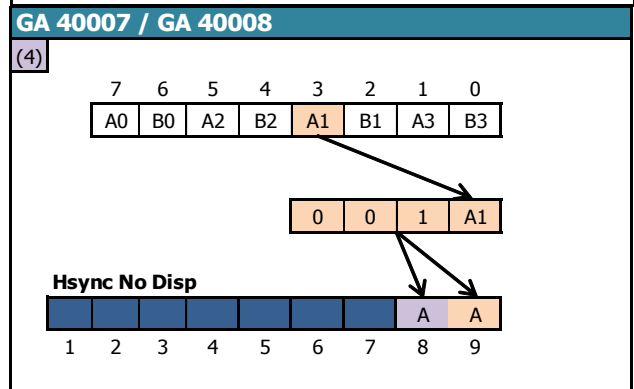 GA 40007 / GA 40008
(4)
7 6 5 4 3 2 1 0
A0 B0 A2 B2 A1 B1 A3 B3
0 0 1 A1
Hsync No Disp
A A
1 2 3 4 5 6 7 8 9